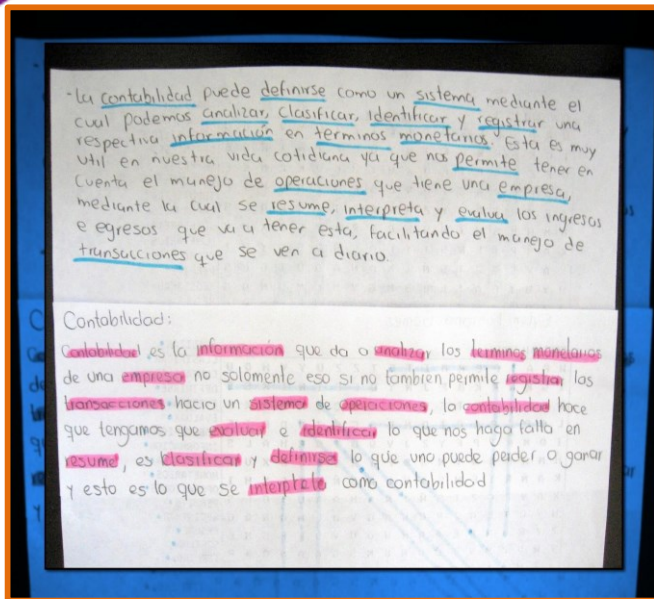 · La contabilidad puede definirse como un sistema mediante el
cual podemos analizar, clasificar, identificar y registrar una
respectiva información en terminos monetarios. Esta es muy
util en nuestra vida cotidiana ya que nos permite tener en
cuenta el manejo de operaciones que tiene una empresa,
mediante la cual se resume, interpreta y evalua los ingresos
e egresos que va a tener esta, facilitando el manejo de
transacciones que se ven a diario.
Contabilidad:
Contabilidad es la información que da o analizar los terminos monetarios
de una empresa no solamente eso si no tambien permite registrar los
transacciones hacia un sistema de operaciones, la contabilidad hace
que tengamos que evaluar e identificar lo que nos haga falta en
resume, es klasificar y definirse lo que uno puede perder o ganar
y esto es lo que se interprete como contabilidad